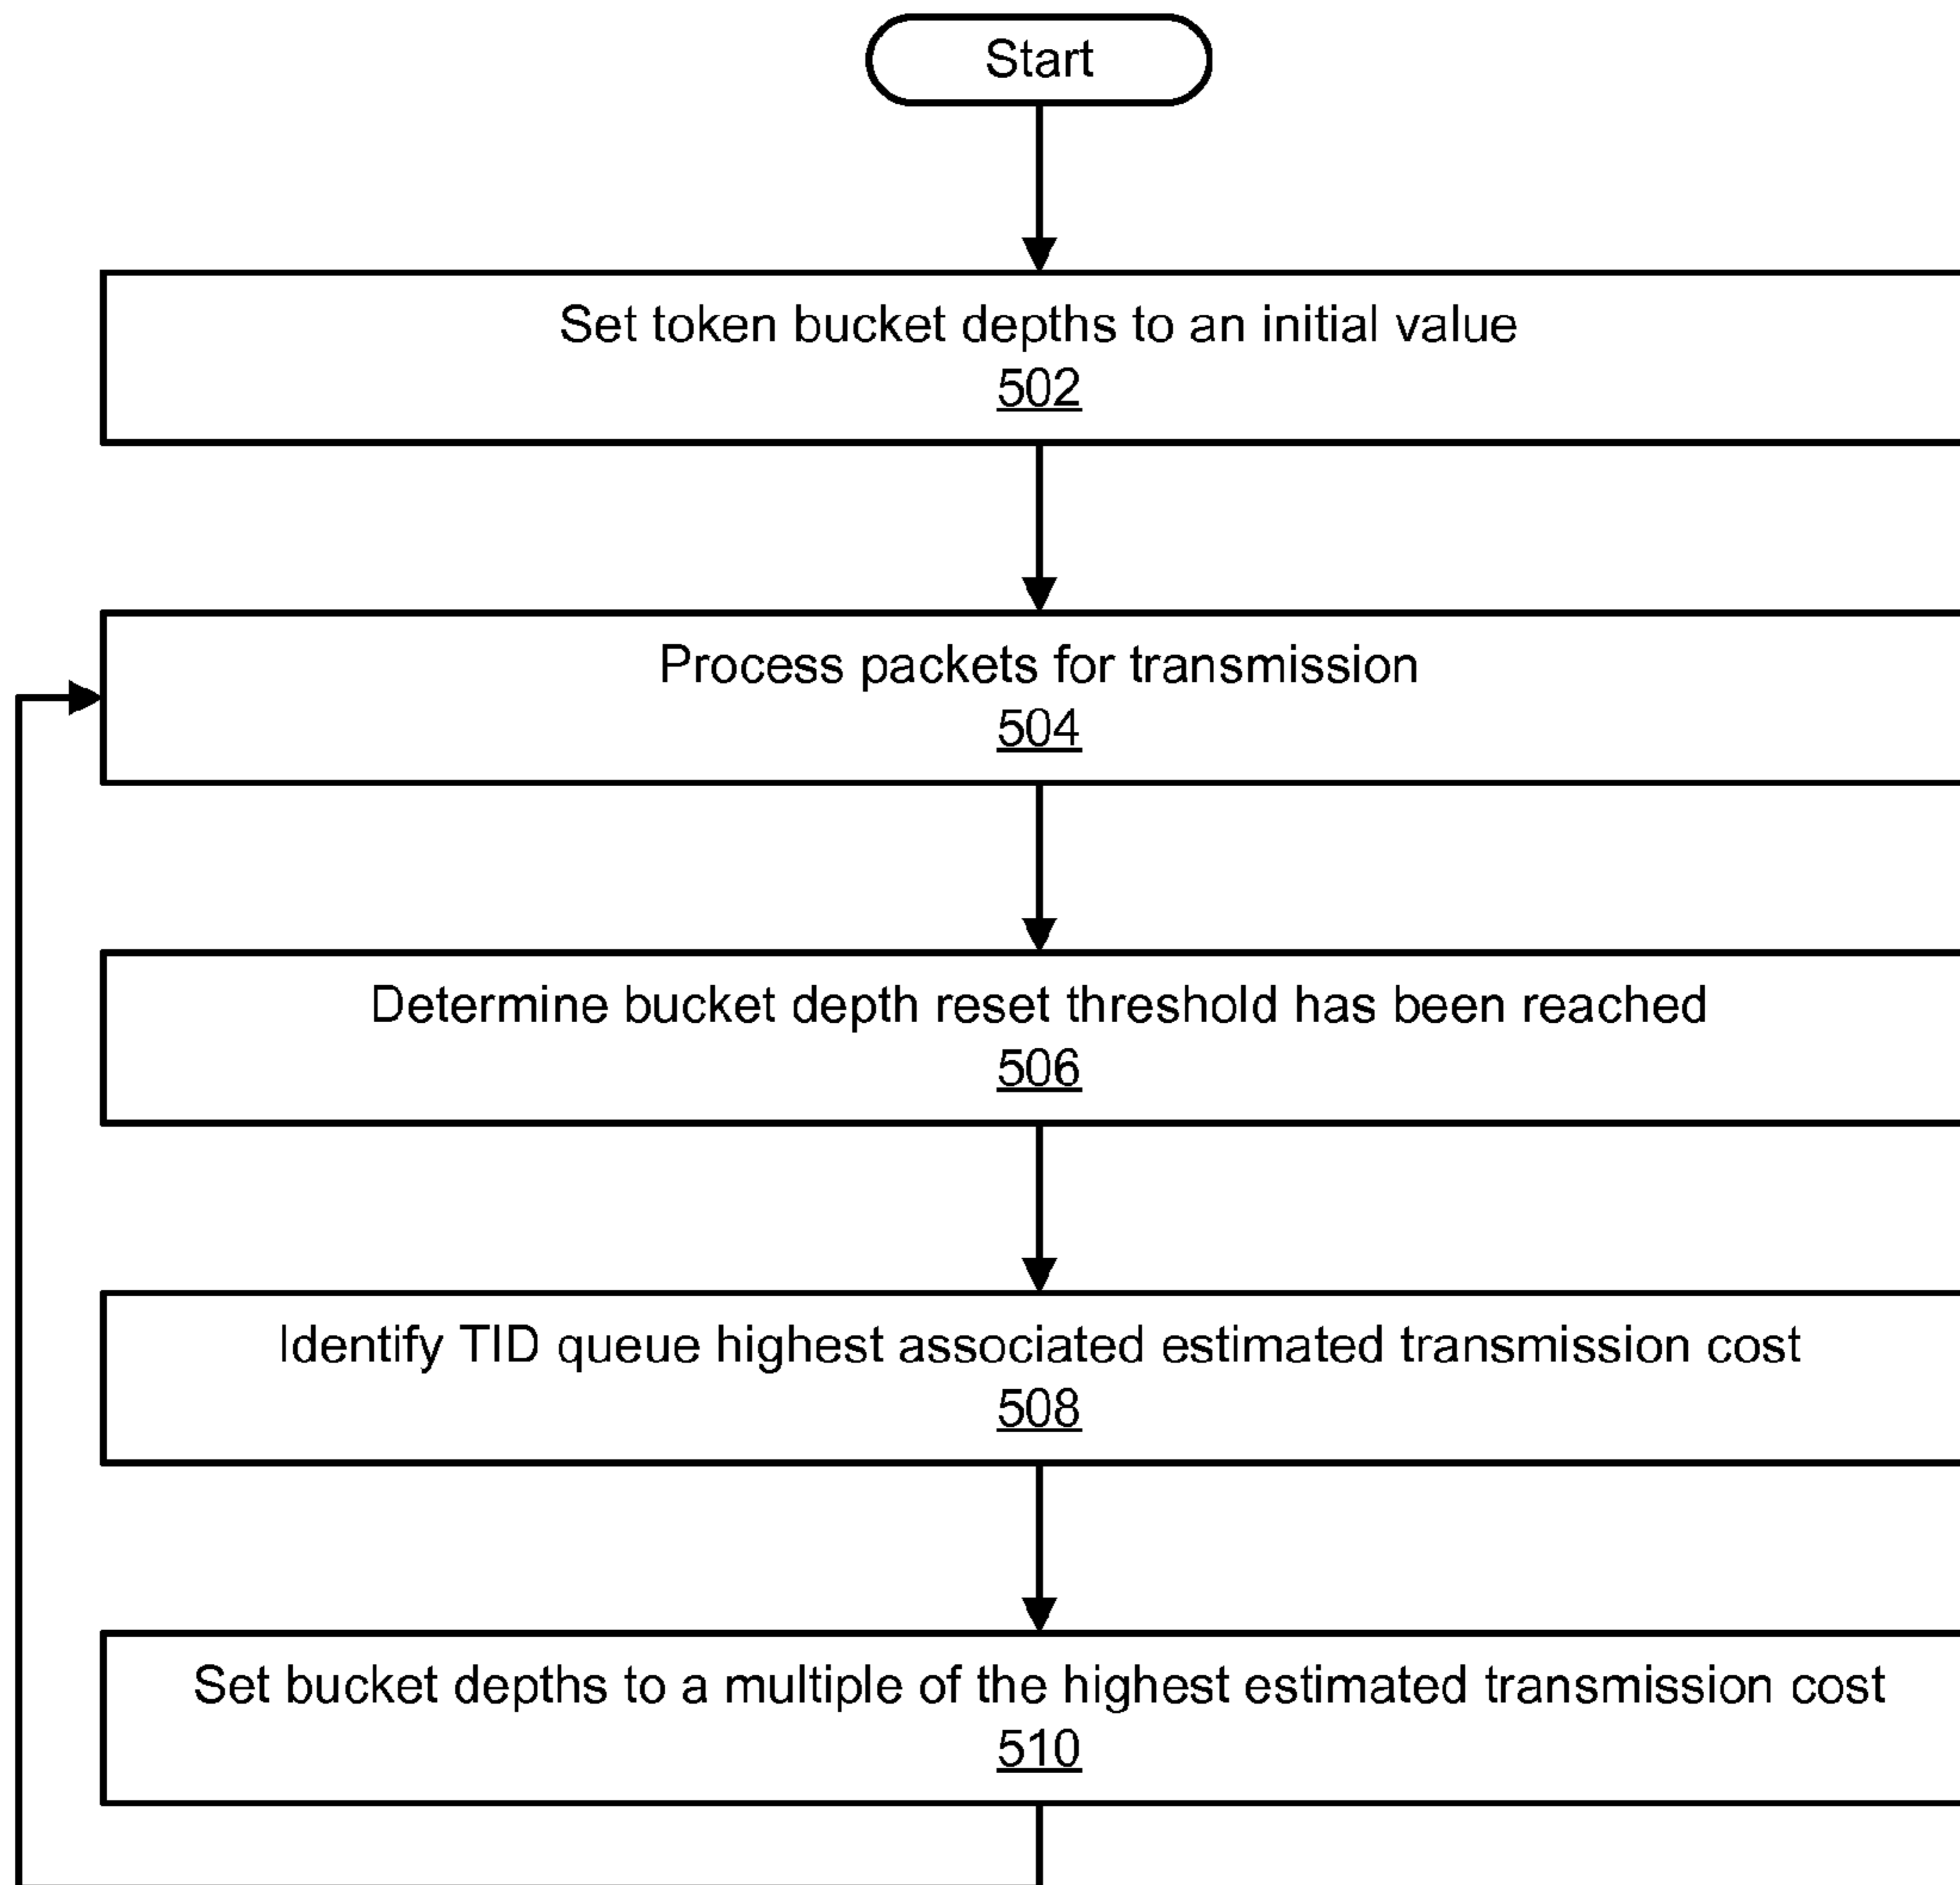 Start
Set token bucket depths to an initial value
502
Process packets for transmission
504
Determine bucket depth reset threshold has been reached
506
Identify TID queue highest associated estimated transmission cost
508
Set bucket depths to a multiple of the highest estimated transmission cost
510